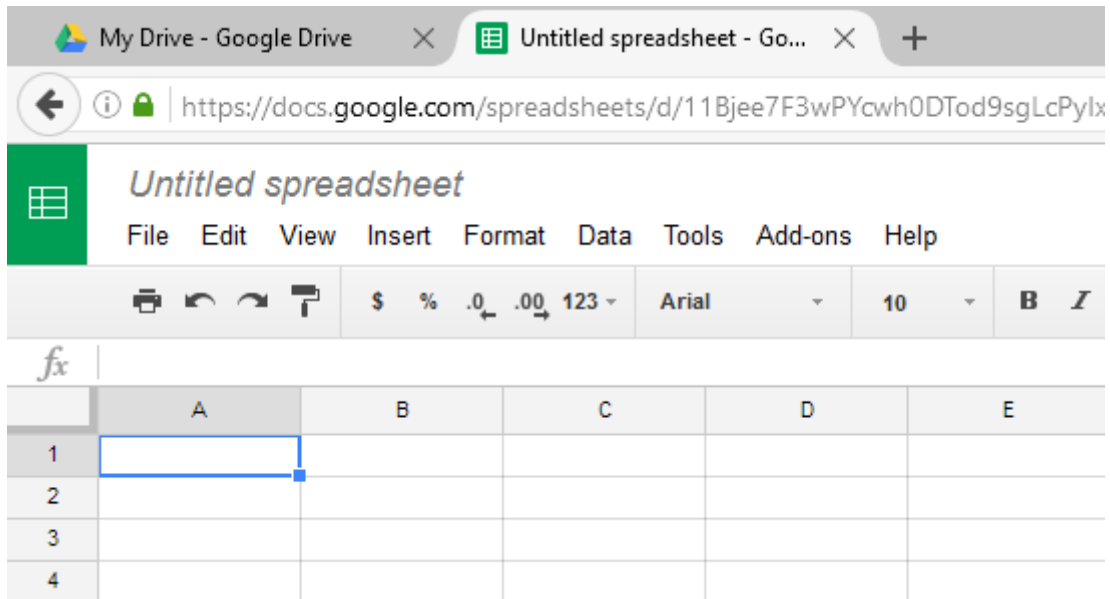 My Drive - Google Drive Untitled spreadsheet - Go...
https://docs.google.com/spreadsheets/d/11Bjee7F3wPYcwh0DTod9sgLcPyIx
Untitled spreadsheet
File Edit View Insert Format Data Tools Add-ons Help
$ % .0 .00 123 Arial 10 B I
fx
A B C D E
1
2
3
4